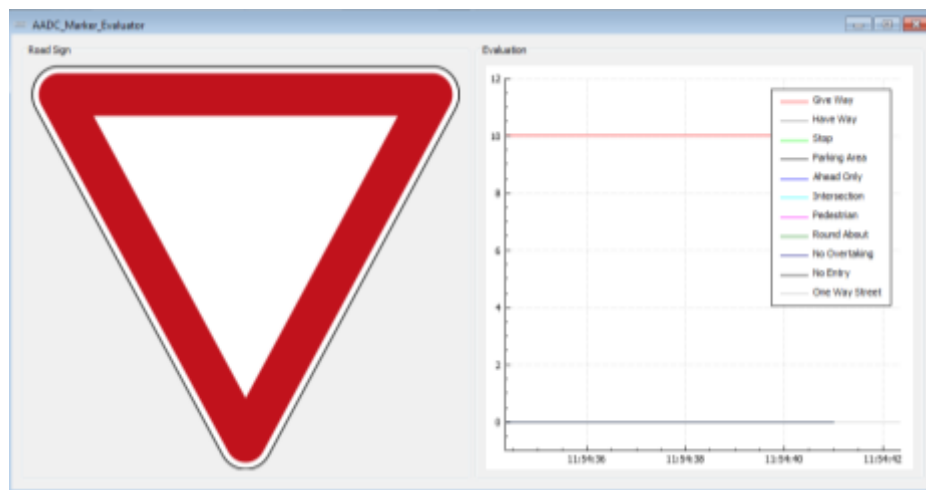 AADC_Marker_Evaluator
Road Sign
Evaluation
12
10
8
6
4
2
0
Give Way
Have Way
Stop
Parking Area
Ahead Only
Intersection
Pedestrian
Round About
No Overtaking
No Entry
One Way Street
11:54:36
11:54:38
11:54:40
11:54:42